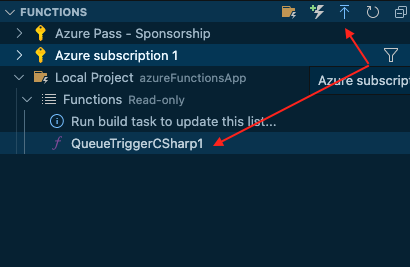 FUNCTIONS
Azure Pass - Sponsorship
Azure subscription 1
Local Project azureFunctionsApp
Azure subscript
Functions Read-only
Run build task to update this list...
QueueTriggerCSharp1